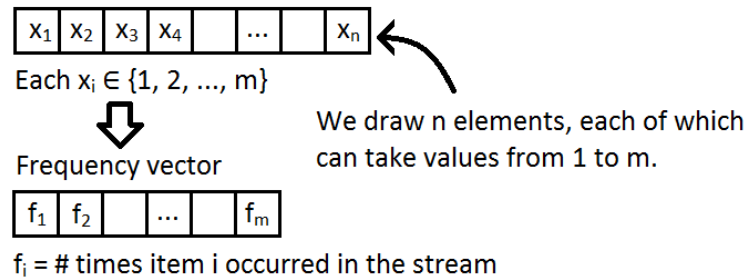 x₁ x₂ x₃ x₄ ... xₙ
Each xᵢ ∈ {1, 2, ..., m}
We draw n elements, each of which
can take values from 1 to m.
Frequency vector
f₁ f₂ ... fₘ
fᵢ = # times item i occurred in the stream